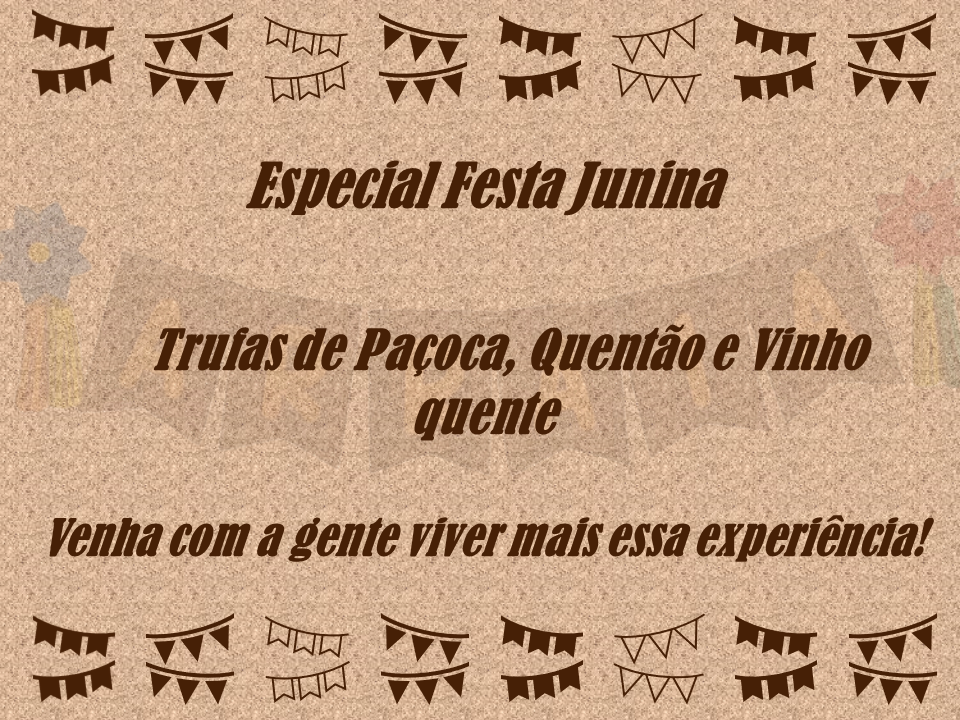 Especial Festa Junina
Trufas de Paçoca, Quentão e Vinho
quente
Venha com a gente viver mais essa experiência!